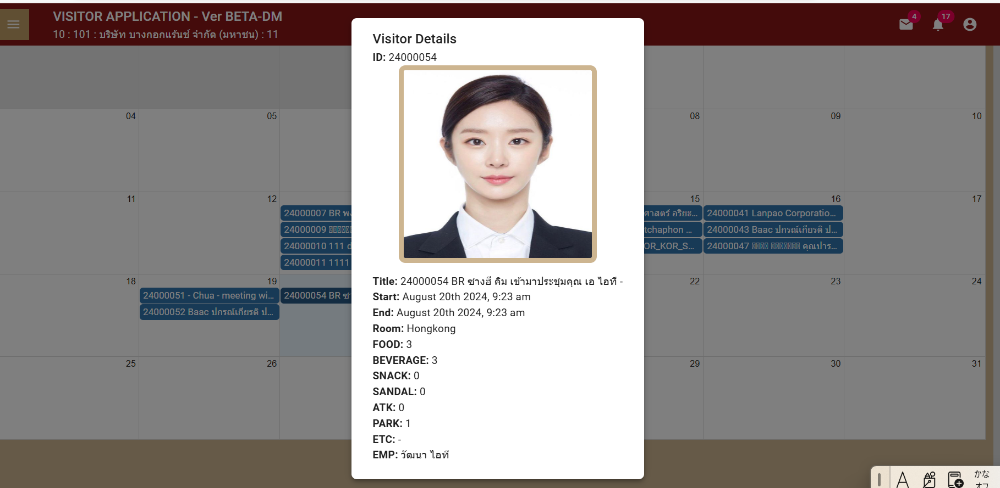 VISITOR APPLICATION - Ver BETA-DM
10 : 101 : บริษัท บางกอกแร้นช์ จำกัด (มหาชน) : 11
4
17
Visitor Details
ID: 24000054
Title: 24000054 BR ซางฮี คิม เข้ามาประชุมคุณ เอ ไอที -
Start: August 20th 2024, 9:23 am
End: August 20th 2024, 9:23 am
Room: Hongkong
FOOD: 3
BEVERAGE: 3
SNACK: 0
SANDAL: 0
ATK: 0
PARK: 1
ETC: -
EMP: วัฒนา ไอที
04
05
08
09
10
11
12
24000007 BR
24000009
24000010 111
24000011 1111
15
ศาสตร์ อริยะ...
tchaphon ...
OR_KOR_S...
16
24000041 Lanpao Corporatio...
24000043 Baac ปกรณ์เกียรติ ป...
24000047 คุณปาร...
17
18
19
24000051 - Chua - meeting wi...
24000052 Baac ปกรณ์เกียรติ ป...
24000054 BR
22
23
24
25
26
29
30
31
A
かな
オフ